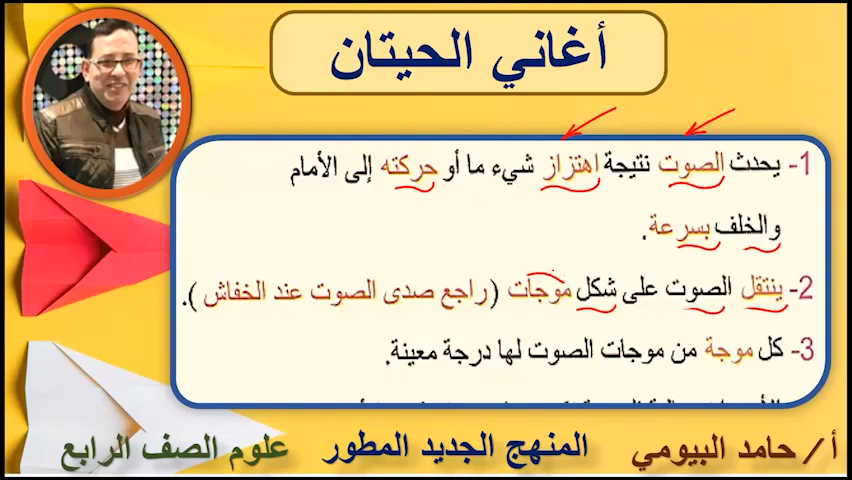 أغاني الحيتان
1- يحدث الصوت نتيجة اهتزاز شيء ما أو حركته إلى الأمام
والخلف بسرعة.
2- ينتقل الصوت على شكل موجات (راجع صدى الصوت عند الخفاش).
3- كل موجة من موجات الصوت لها درجة معينة.
أ/ حامد البيومي المنهج الجديد المطور علوم الصف الرابع